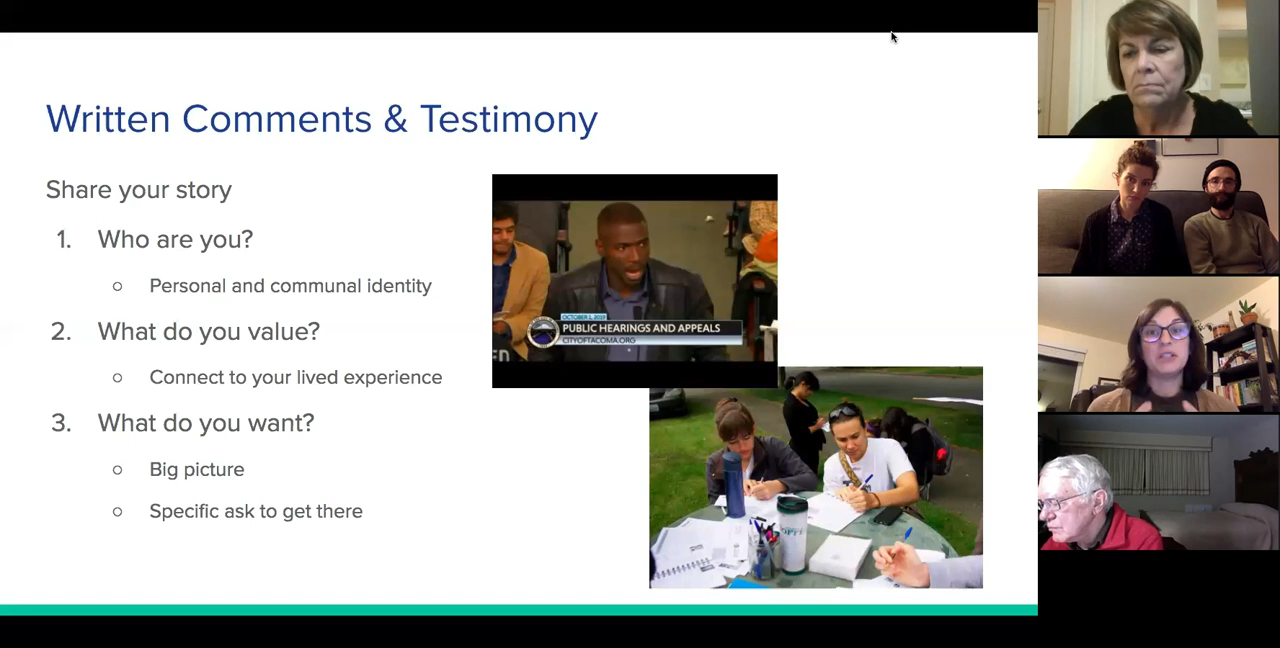 Written Comments & Testimony
Share your story
1. Who are you?
○ Personal and communal identity
2. What do you value?
○ Connect to your lived experience
3. What do you want?
○ Big picture
○ Specific ask to get there
OCTOBER 1, 2019
PUBLIC HEARINGS AND APPEALS
CITYOFTACOMA.ORG